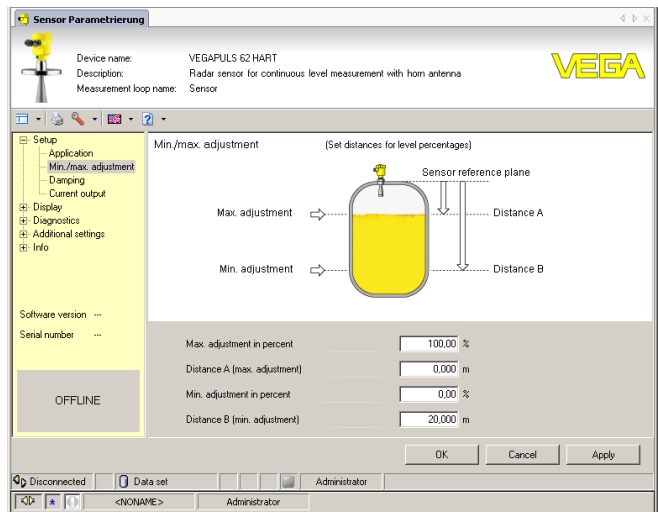 Sensor Parametrierung
Device name: VEGAPULS 62 HART
Description: Radar sensor for continuous level measurement with horn antenna
Measurement loop name: Sensor
VEGA
Setup
Application
Min./max. adjustment
Damping
Current output
Display
Diagnostics
Additional settings
Info
Software version ---
Serial number ---
OFFLINE
Min./max. adjustment (Set distances for level percentages)
Sensor reference plane
Max. adjustment
Distance A
Min. adjustment
Distance B
Max. adjustment in percent 100,00 %
Distance A (max. adjustment) 0,000 m
Min. adjustment in percent 0,00 %
Distance B (min. adjustment) 20,000 m
OK Cancel Apply
Disconnected Data set Administrator
<NONAME> Administrator